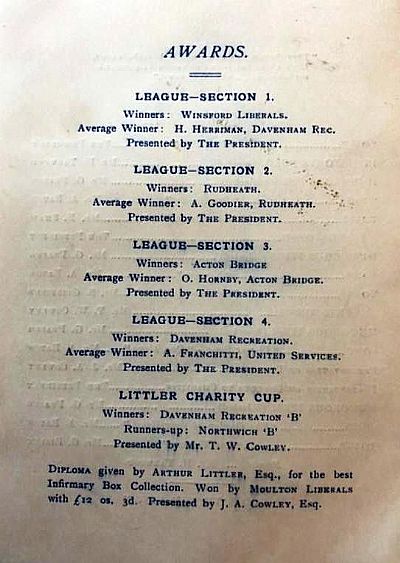 AWARDS.
LEAGUE—SECTION 1.
Winners: WINSFORD LIBERALS.
Average Winner: H. HERRIMAN, DAVENHAM REC.
Presented by THE PRESIDENT.
LEAGUE—SECTION 2.
Winners: RUDHEATH.
Average Winner: A. GOODIER, RUDHEATH.
Presented by THE PRESIDENT.
LEAGUE—SECTION 3.
Winners: ACTON BRIDGE
Average Winner: O. HORNBY, ACTON BRIDGE.
Presented by THE PRESIDENT.
LEAGUE—SECTION 4.
Winners: DAVENHAM RECREATION.
Average Winner: A. FRANCHITTI, UNITED SERVICES.
Presented by THE PRESIDENT.
LITTLER CHARITY CUP.
Winners: DAVENHAM RECREATION 'B'
Runners-up: NORTHWICH 'B'
Presented by MR. T. W. COWLEY.
DIPLOMA given by ARTHUR LITTLER, ESQ., for the best
Infirmary Box Collection. Won by MOULTON LIBERALS
with £12 0s. 3d. Presented by J. A. COWLEY, ESQ.